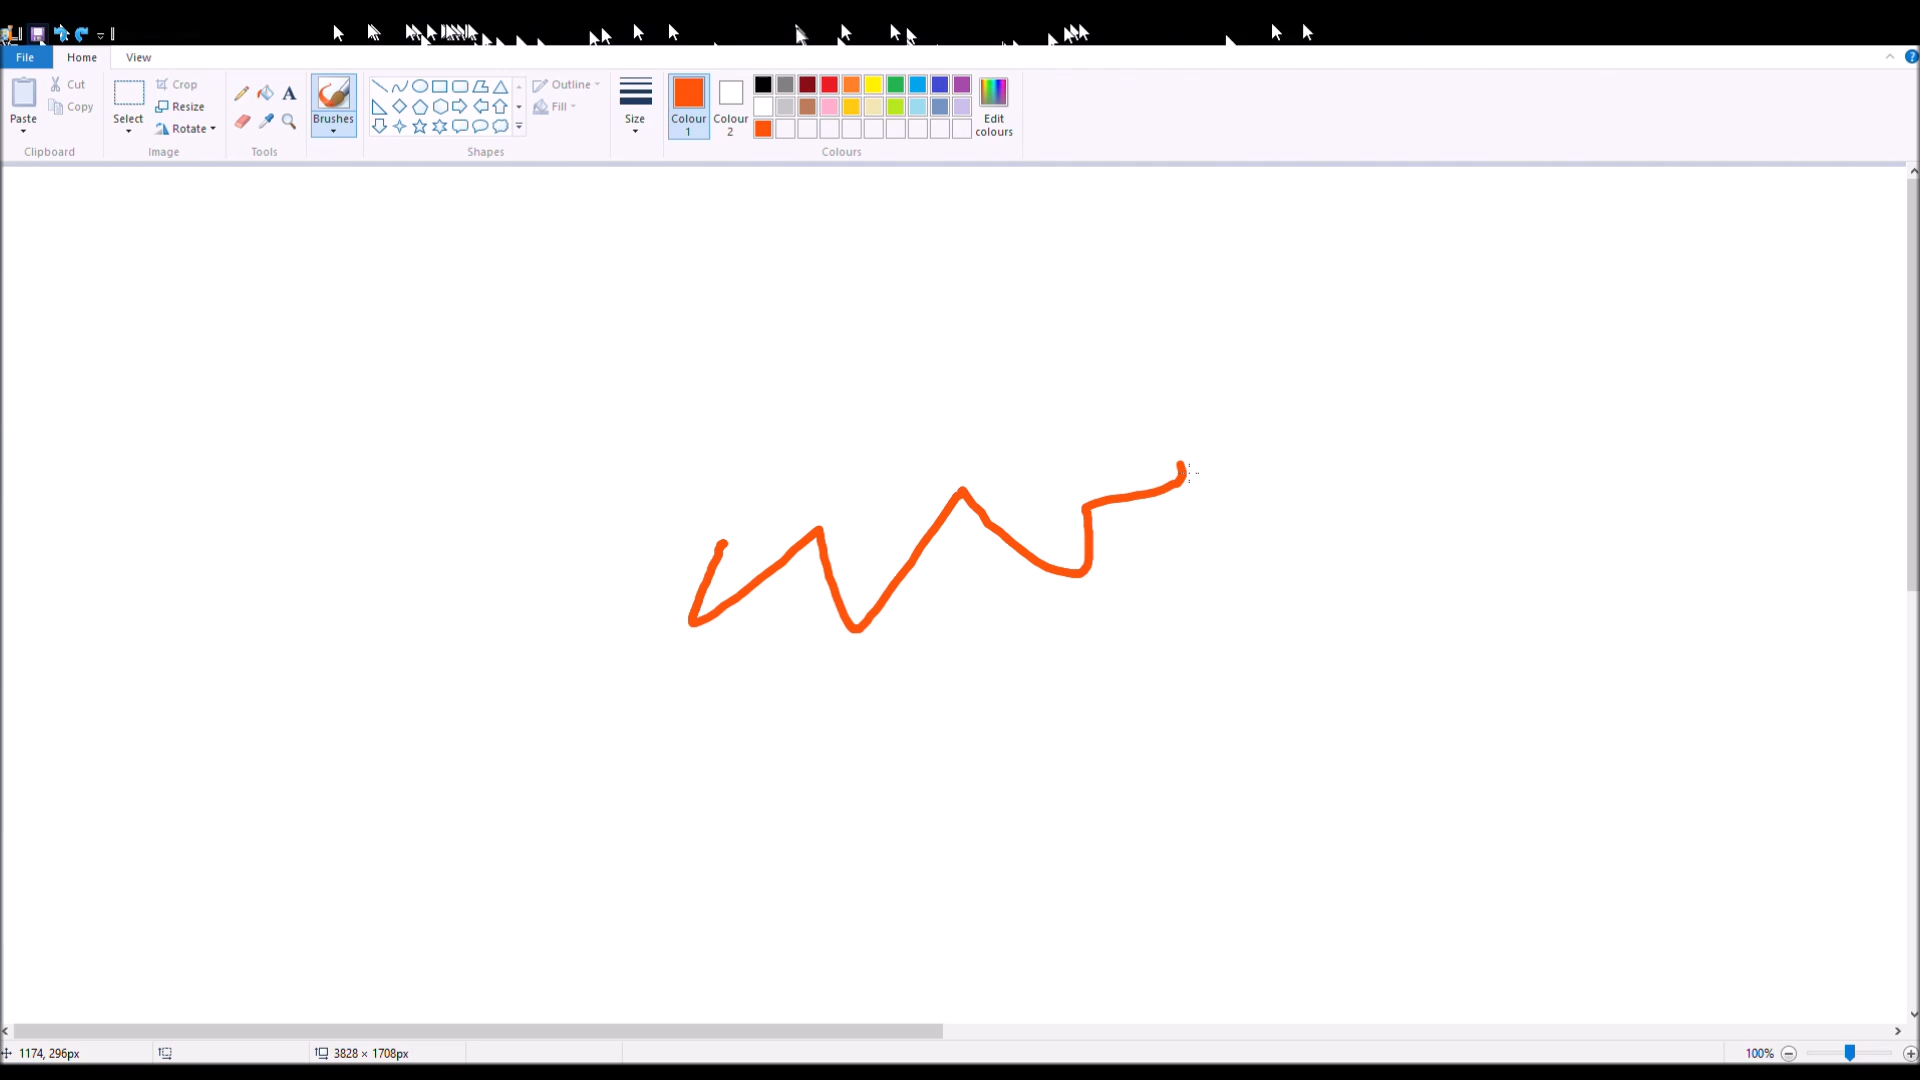 File Home View
Paste Cut Copy Select Crop Resize Rotate Brushes Outline Fill Size Colour 1 Colour 2 Edit colours
Clipboard Image Tools Shapes Colours
1174, 296px 3828 × 1708px 100%